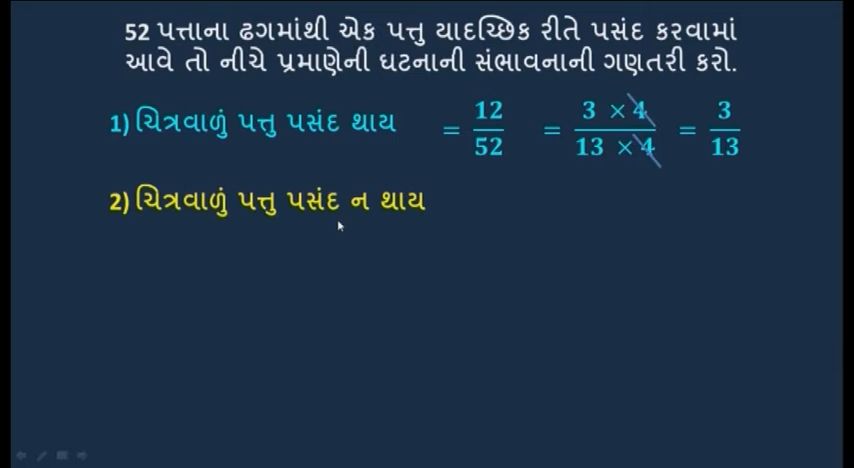 52 પત્તાના ઢગમાંથી એક પત્તુ યાદચ્છિક રીતે પસંદ કરવામાં
આવે તો નીચે પ્રમાણેની ઘટનાની સંભાવનાની ગણતરી કરો.
1) ચિત્રવાળું પત્તુ પસંદ થાય = 12/52 = 3 × 4/13 × 4 = 3/13
2) ચિત્રવાળું પત્તુ પસંદ ન થાય